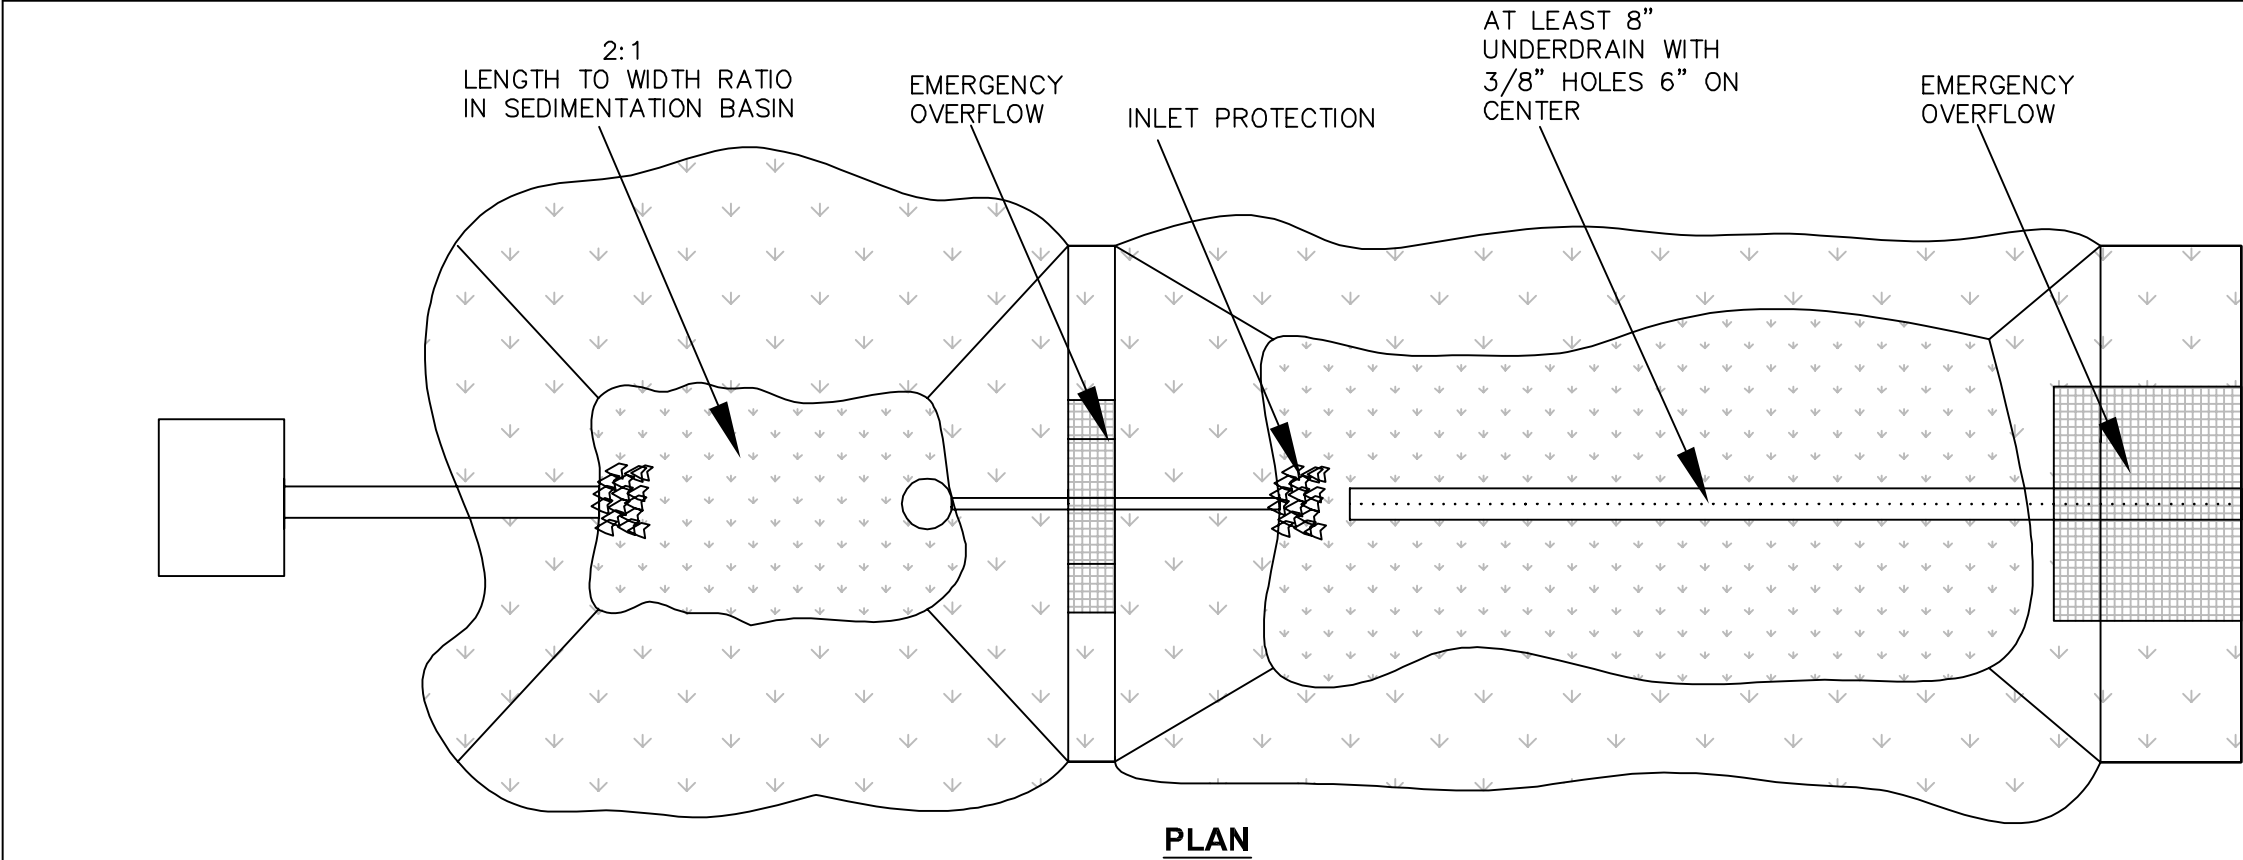 2:1
LENGTH TO WIDTH RATIO
IN SEDIMENTATION BASIN
EMERGENCY
OVERFLOW
INLET PROTECTION
AT LEAST 8”
UNDERDRAIN WITH
3/8” HOLES 6” ON
CENTER
EMERGENCY
OVERFLOW
PLAN